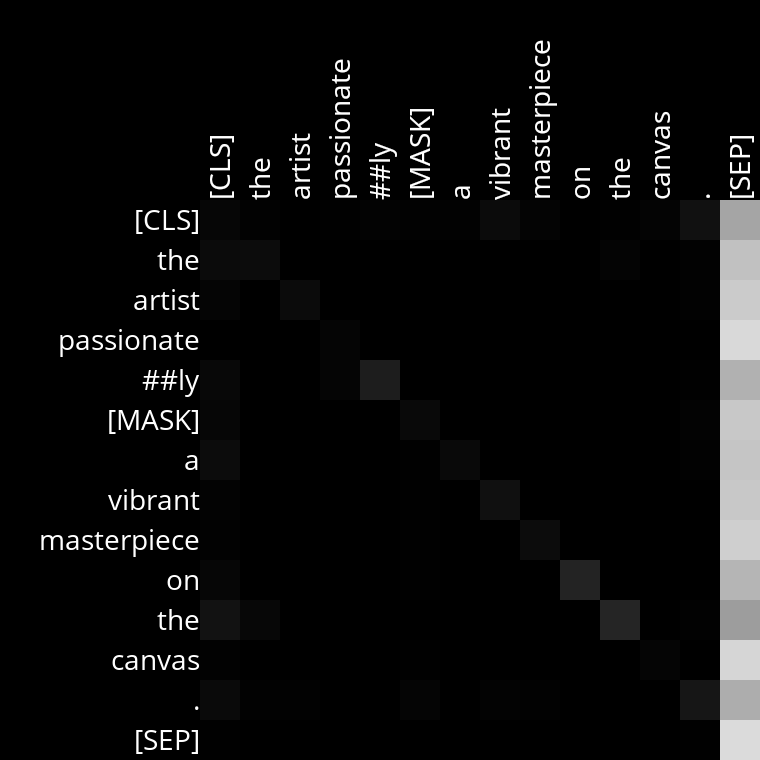 [CLS] the artist passionate ##ly [MASK] a vibrant masterpiece on the canvas . [SEP]
[CLS]
the
artist
passionate
##ly
[MASK]
a
vibrant
masterpiece
on
the
canvas
.
[SEP]